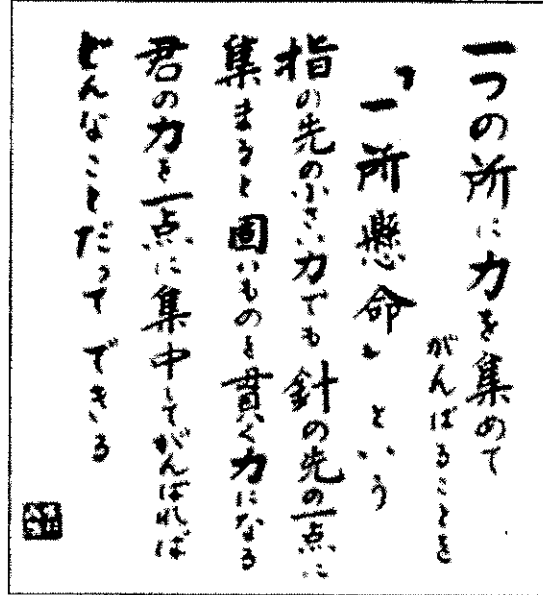 一つの所に力を集めて
がんばることを
『一所懸命』という
指の先の小さい力でも 針の先の一点に
集まると 固いものを貫く力になる
君の力を一点に集中してがんばれば
どんなことだって できる